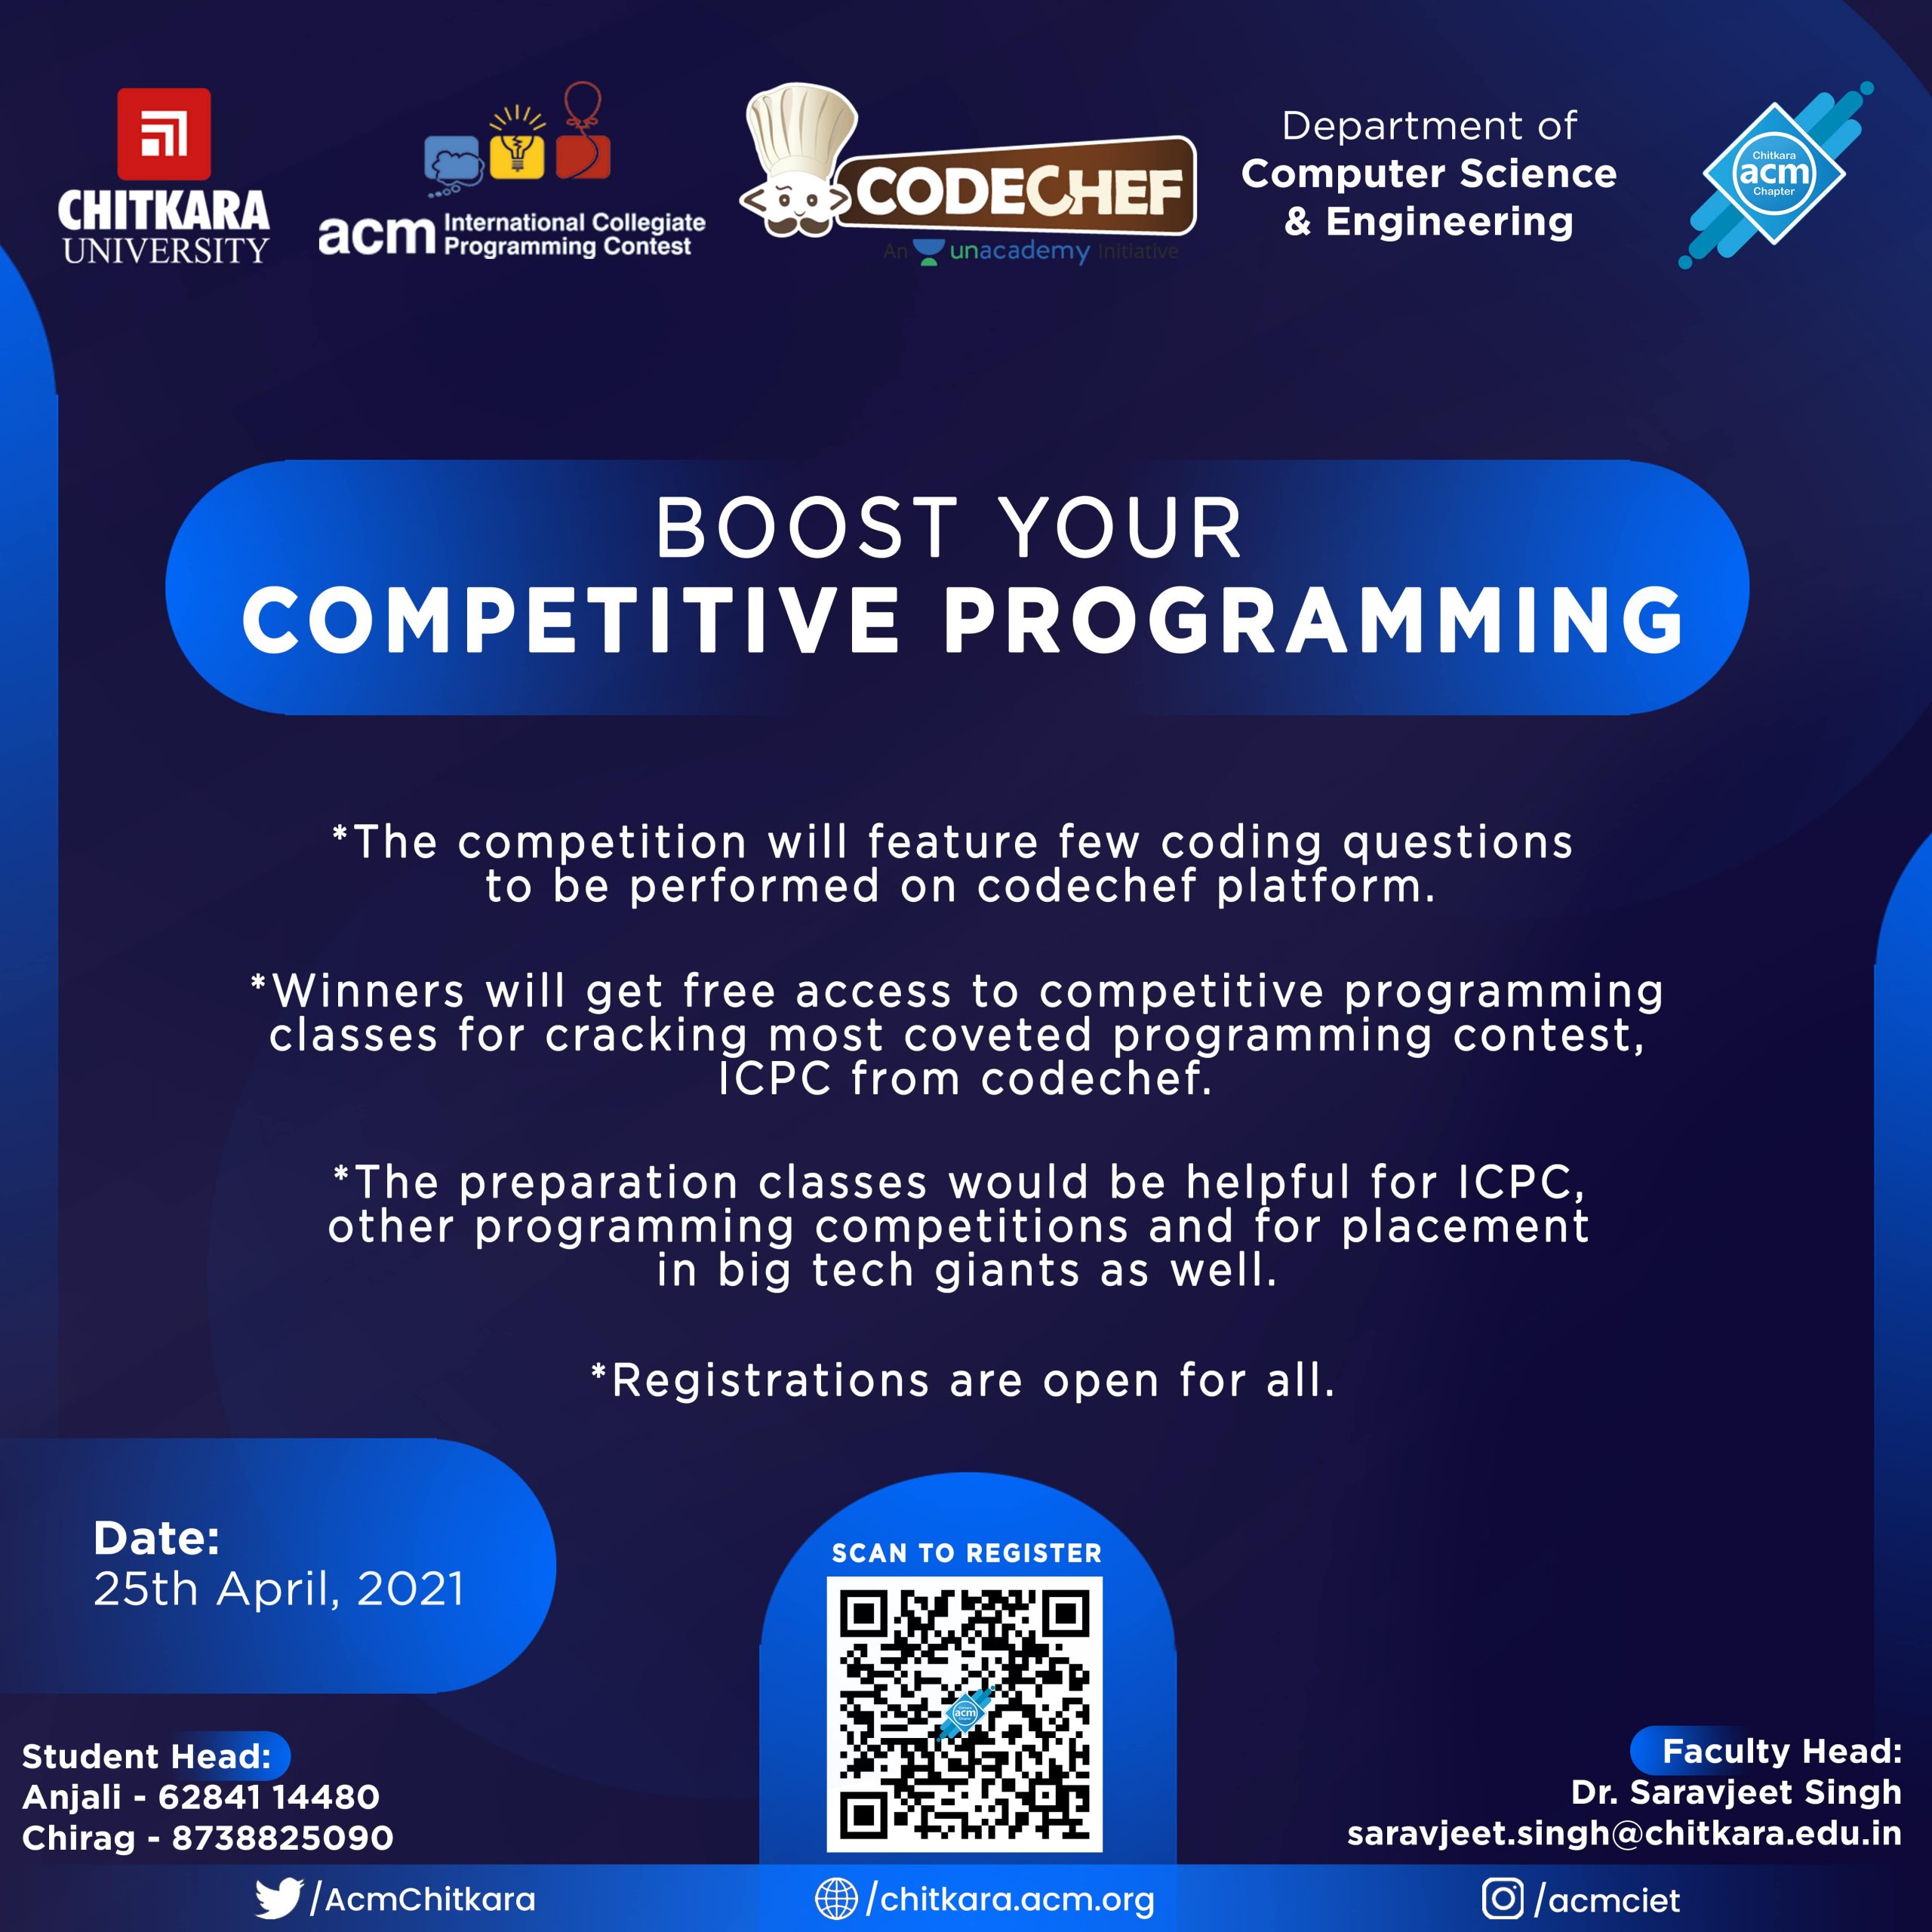 CHITKARA
UNIVERSITY
acm International Collegiate
Programming Contest
CODECHEF
An unacademy Initiative
Department of
Computer Science
& Engineering
Chitkara
acm
Chapter
BOOST YOUR
COMPETITIVE PROGRAMMING
*The competition will feature few coding questions
to be performed on codechef platform.
*Winners will get free access to competitive programming
classes for cracking most coveted programming contest,
ICPC from codechef.
*The preparation classes would be helpful for ICPC,
other programming competitions and for placement
in big tech giants as well.
*Registrations are open for all.
Date:
25th April, 2021
SCAN TO REGISTER
acm
Student Head:
Anjali - 62841 14480
Chirag - 8738825090
Faculty Head:
Dr. Saravjeet Singh
saravjeet.singh@chitkara.edu.in
/AcmChitkara
/chitkara.acm.org
/acmciet